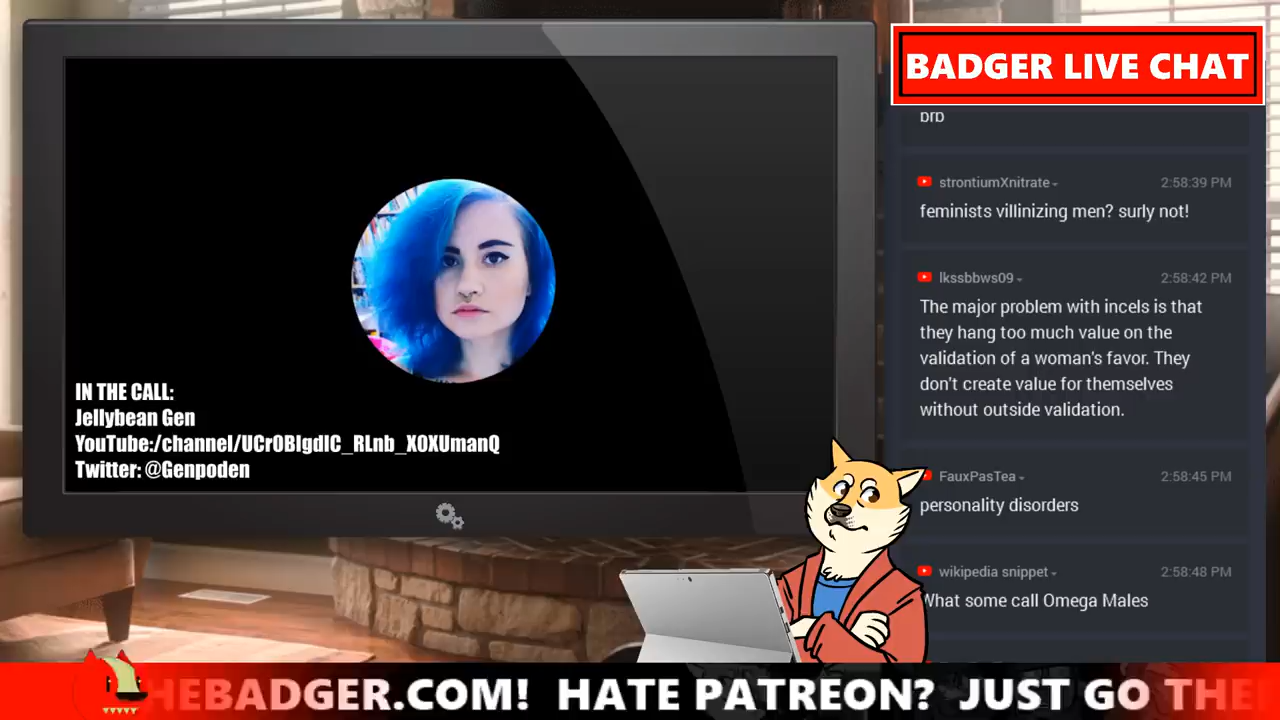 BADGER LIVE CHAT
brb
strontiumXnitrate 2:58:39 PM
feminists villinizing men? surly not!
lkssbbws09 2:58:42 PM
The major problem with incels is that
they hang too much value on the
validation of a woman's favor. They
don't create value for themselves
without outside validation.
FauxPasTea 2:58:45 PM
personality disorders
wikipedia snippet 2:58:48 PM
What some call Omega Males
IN THE CALL:
Jellybean Gen
YouTube:/channel/UCrOBIgdIC_RLnb_XOXUmanQ
Twitter: @Genpoden
HEBADGER.COM! HATE PATREON? JUST GO THE